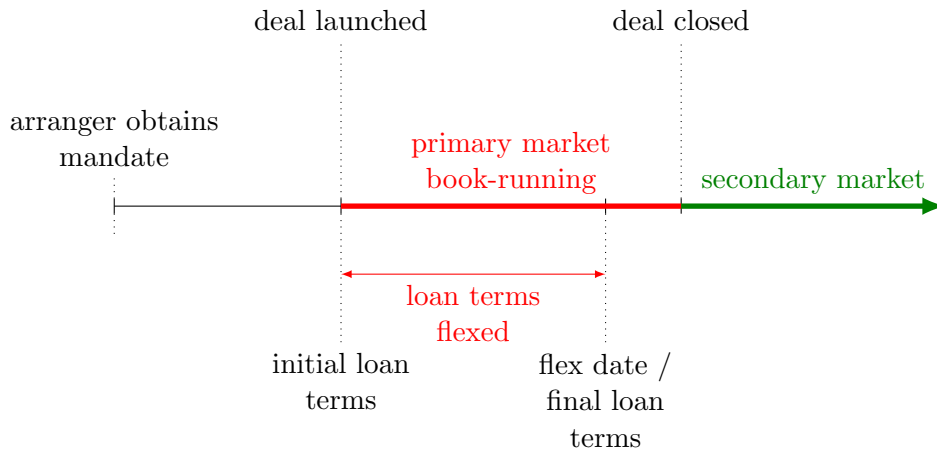 deal launched
deal closed
arranger obtains
mandate
primary market
book-running
secondary market
loan terms
flexed
initial loan
terms
flex date /
final loan
terms